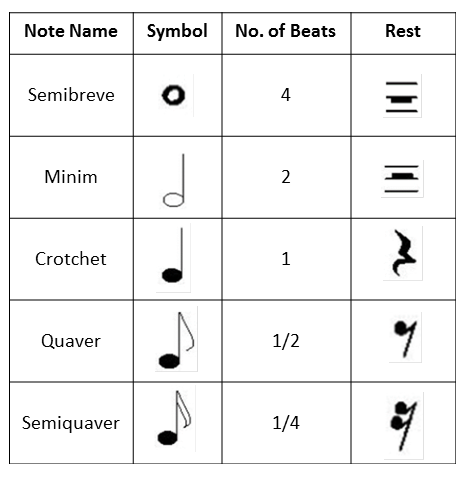 Note Name Symbol No. of Beats Rest
Semibreve 4
Minim 2
Crotchet 1
Quaver 1/2
Semiquaver 1/4